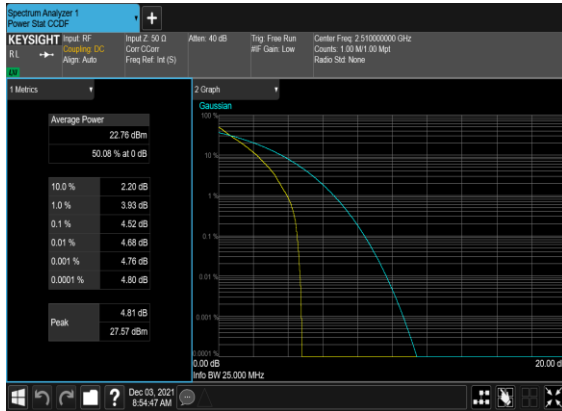 Spectrum Analyzer 1
Power Stat CCDF
+
KEYSIGHT
RL
LXI
Input: RF
Coupling: DC
Align: Auto
Input Z: 50 Ω
Corr CCorr
Freq Ref: Int (S)
Atten: 40 dB
Trig: Free Run
#IF Gain: Low
Center Freq: 2.510000000 GHz
Counts: 1.00 M/1.00 Mpt
Radio Std: None
1 Metrics
Average Power
22.76 dBm
50.08 % at 0 dB
10.0 % 2.20 dB
1.0 % 3.93 dB
0.1 % 4.52 dB
0.01 % 4.68 dB
0.001 % 4.76 dB
0.0001 % 4.80 dB
Peak
4.81 dB
27.57 dBm
2 Graph
Gaussian
100 %
10 %
1 %
0.1 %
0.01 %
0.001 %
0.0001 %
0.00 dB
20.00 d
Info BW 25.000 MHz
?
Dec 03, 2021
8:54:47 AM